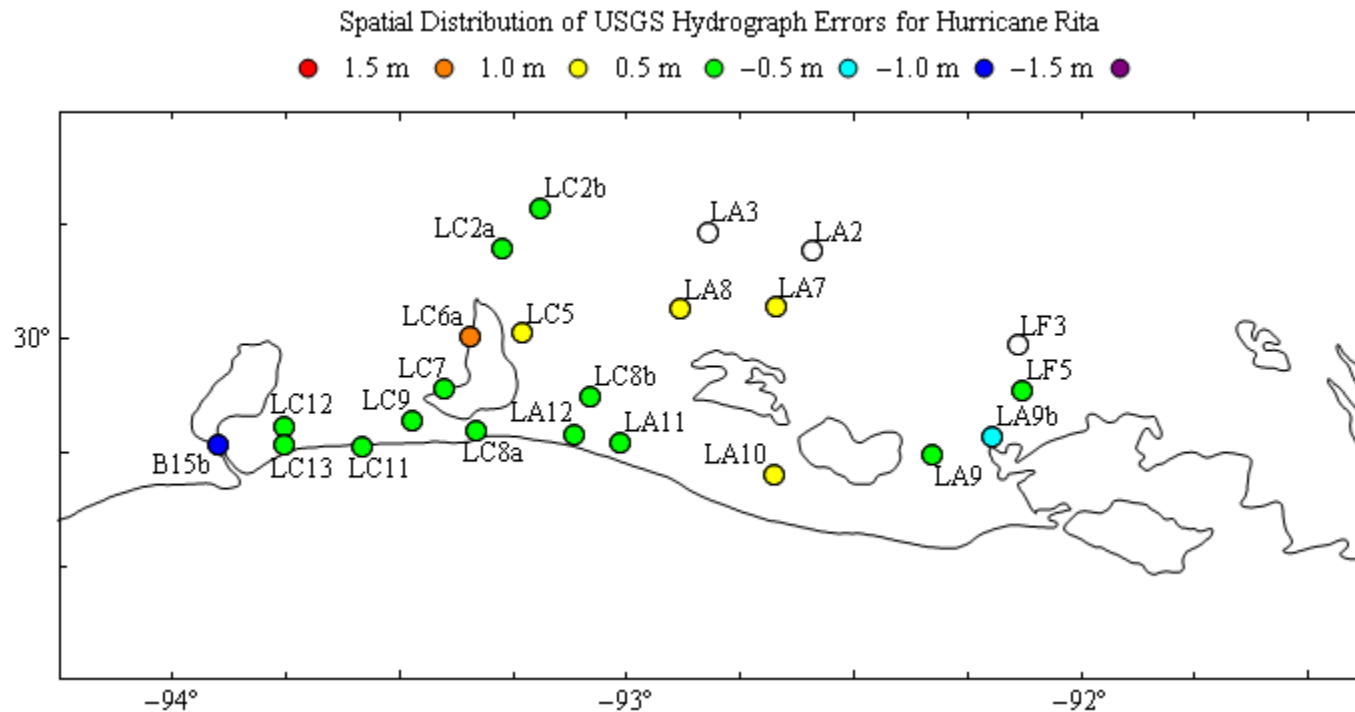 Spatial Distribution of USGS Hydrograph Errors for Hurricane Rita
1.5 m 1.0 m 0.5 m −0.5 m −1.0 m −1.5 m
LC2b
LA3
LC2a
LA2
LA8
LA7
LC6a
LC5
30°
LF3
LC7
LF5
LC8b
LC9
LC12
LA12
LA11
LA9b
B15b
LC13
LC11
LC8a
LA10
LA9
−94°
−93°
−92°